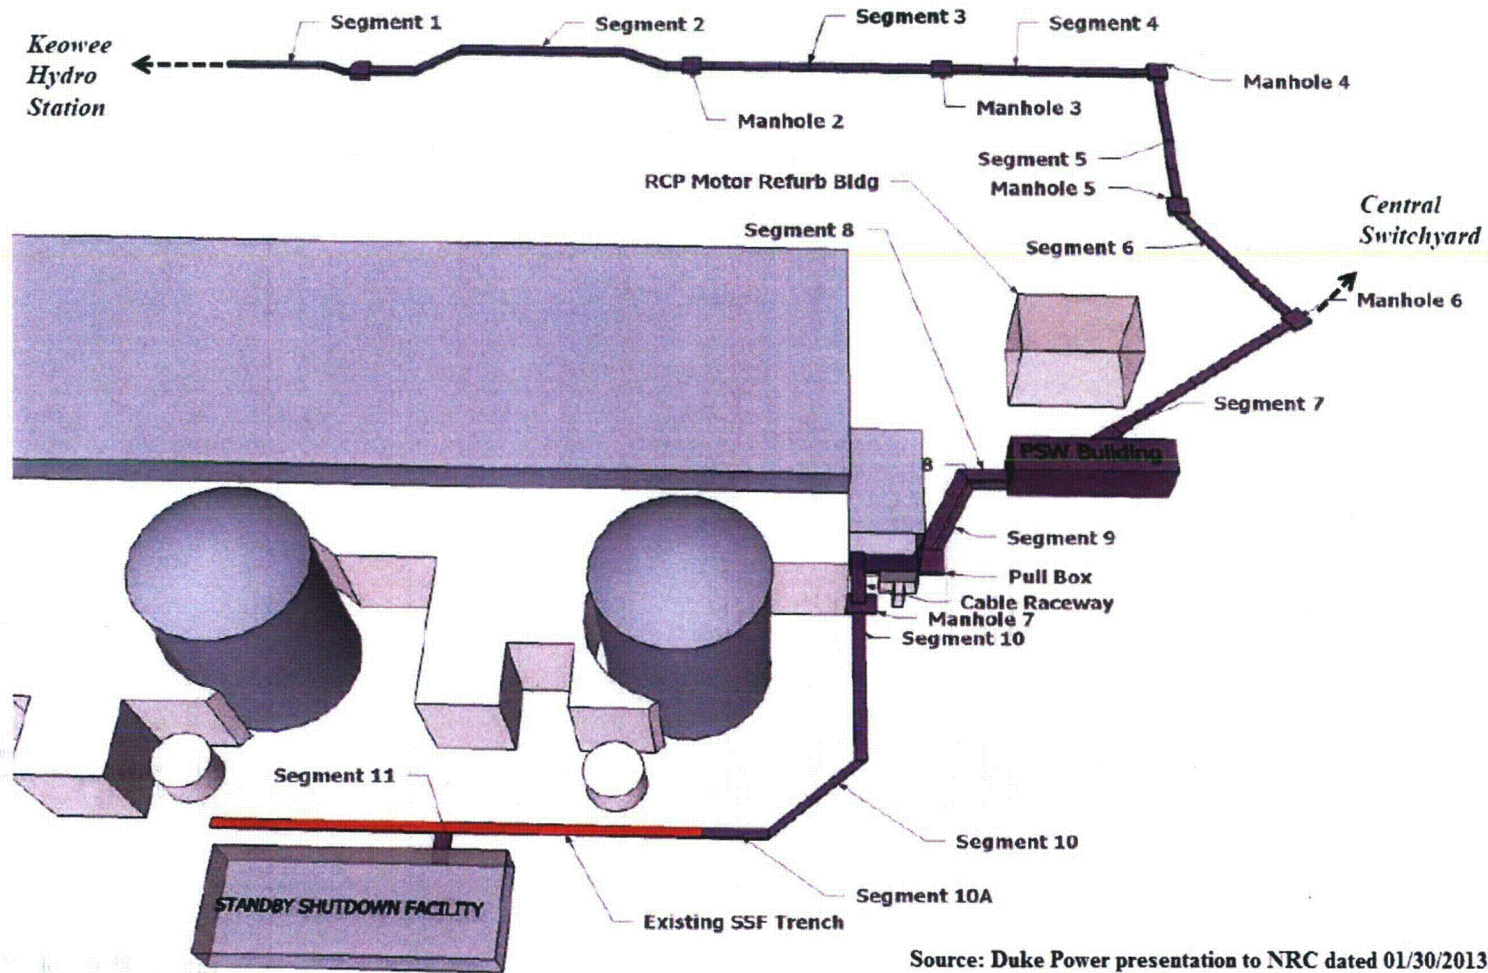 Segment 1
Segment 2
Segment 3
Segment 4
Keowee
Hydro
Station
Manhole 4
Manhole 3
Manhole 2
Segment 5
RCP Motor Refurb Bldg
Manhole 5
Central
Switchyard
Segment 8
Segment 6
Manhole 6
Segment 7
PSW Building
8
Segment 9
Pull Box
Cable Raceway
Manhole 7
Segment 10
Segment 11
Segment 10
Segment 10A
STANDBY SHUTDOWN FACILITY
Existing SSF Trench
Source: Duke Power presentation to NRC dated 01/30/2013